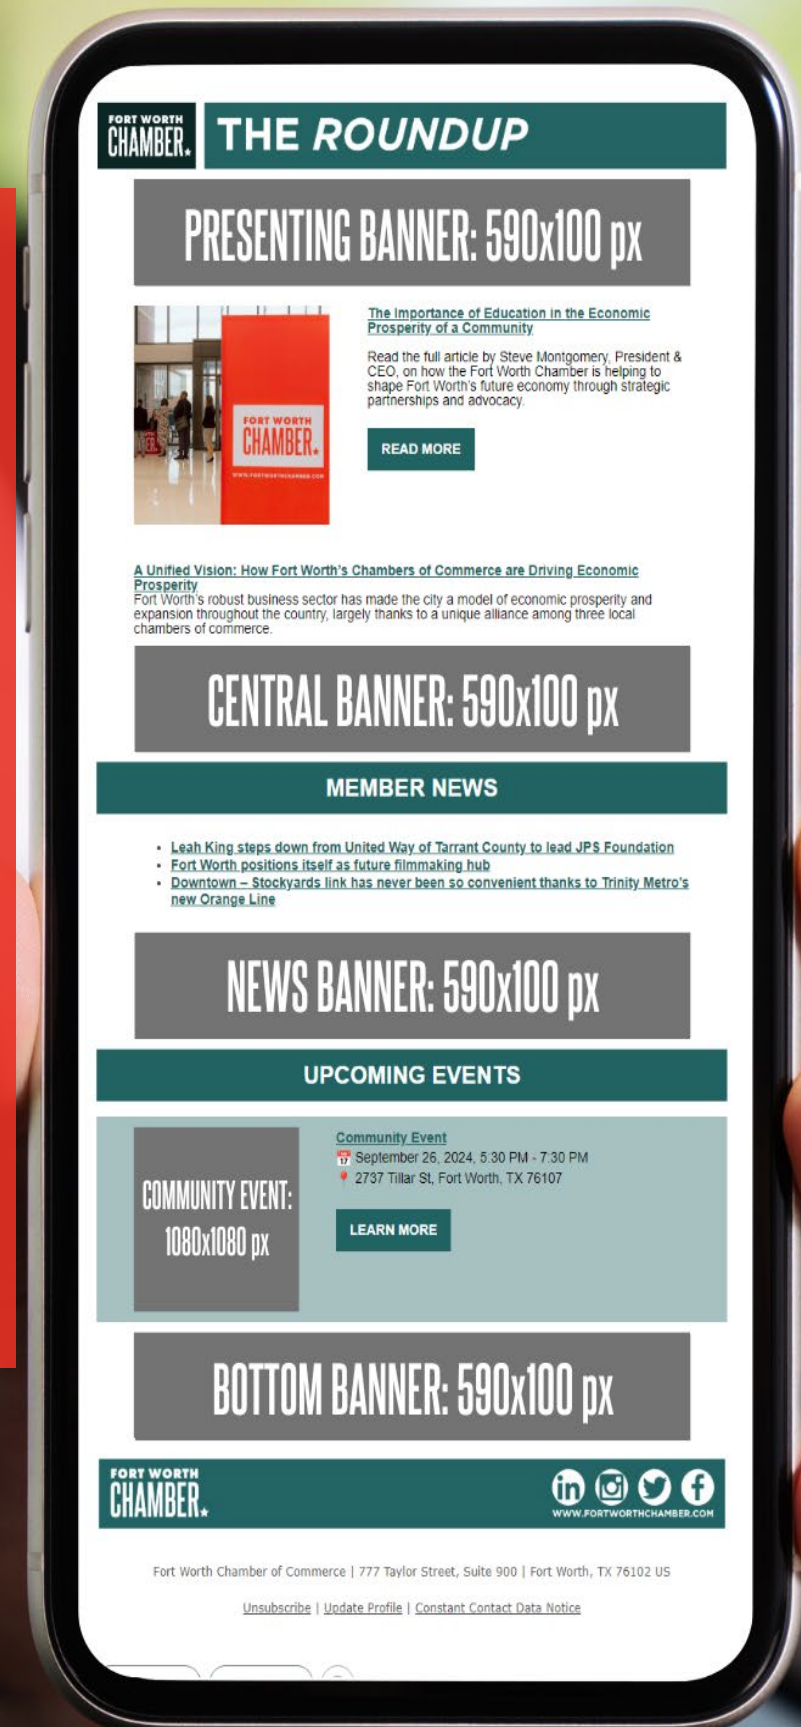 FORT WORTH
CHAMBER.
THE ROUNDUP
PRESENTING BANNER: 590x100 px
The Importance of Education in the Economic
Prosperity of a Community
Read the full article by Steve Montgomery, President &
CEO, on how the Fort Worth Chamber is helping to
shape Fort Worth's future economy through strategic
partnerships and advocacy.
READ MORE
FORT WORTH
CHAMBER.
WWW.FORTWORTHCHAMBER.COM
A Unified Vision: How Fort Worth's Chambers of Commerce are Driving Economic
Prosperity
Fort Worth's robust business sector has made the city a model of economic prosperity and
expansion throughout the country, largely thanks to a unique alliance among three local
chambers of commerce.
CENTRAL BANNER: 590x100 px
MEMBER NEWS
• Leah King steps down from United Way of Tarrant County to lead JPS Foundation
• Fort Worth positions itself as future filmmaking hub
• Downtown – Stockyards link has never been so convenient thanks to Trinity Metro's
new Orange Line
NEWS BANNER: 590x100 px
UPCOMING EVENTS
COMMUNITY EVENT:
1080x1080 px
Community Event
📅 September 26, 2024, 5:30 PM - 7:30 PM
📍 2737 Tillar St, Fort Worth, TX 76107
LEARN MORE
BOTTOM BANNER: 590x100 px
FORT WORTH
CHAMBER.
WWW.FORTWORTHCHAMBER.COM
Fort Worth Chamber of Commerce | 777 Taylor Street, Suite 900 | Fort Worth, TX 76102 US
Unsubscribe | Update Profile | Constant Contact Data Notice